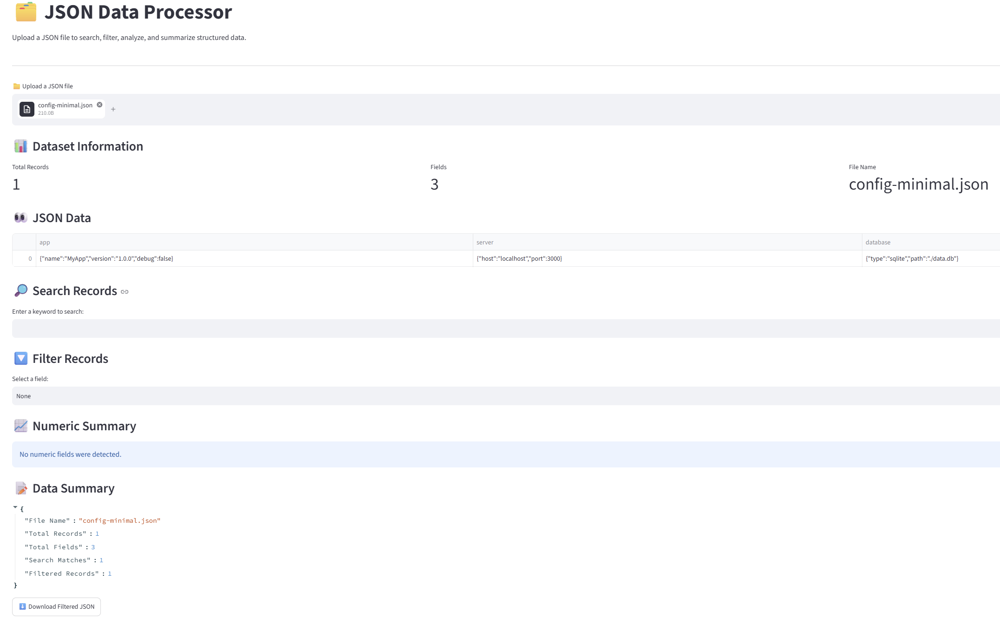 JSON Data Processor
Upload a JSON file to search, filter, analyze, and summarize structured data.
Upload a JSON file
config-minimal.json
210.0B
+
Dataset Information
Total Records
1
Fields
3
File Name
config-minimal.json
JSON Data
app server database
0 {"name":"MyApp","version":"1.0.0","debug":false} {"host":"localhost","port":3000} {"type":"sqlite","path":"./data.db"}
Search Records
Enter a keyword to search:
Filter Records
Select a field:
None
Numeric Summary
No numeric fields were detected.
Data Summary
{
"File Name" : "config-minimal.json"
"Total Records" : 1
"Total Fields" : 3
"Search Matches" : 1
"Filtered Records" : 1
}
Download Filtered JSON